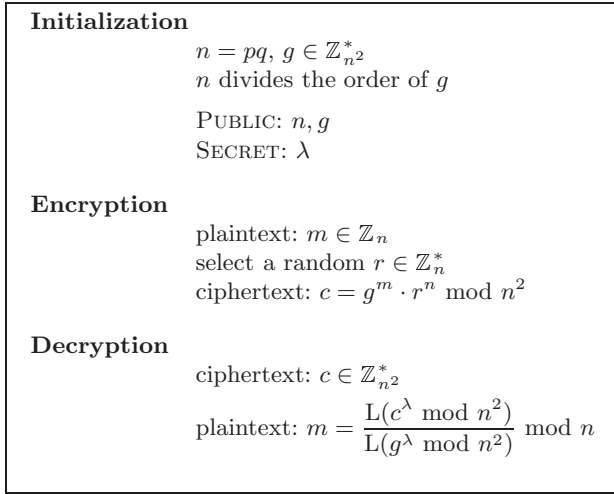 Initialization
n = pq, g ∈ ℤ*_{n²}
n divides the order of g
PUBLIC: n, g
SECRET: λ
Encryption
plaintext: m ∈ ℤ_n
select a random r ∈ ℤ*_n
ciphertext: c = g^m · r^n mod n²
Decryption
ciphertext: c ∈ ℤ*_{n²}
plaintext: m = L(c^λ mod n²) / L(g^λ mod n²) mod n